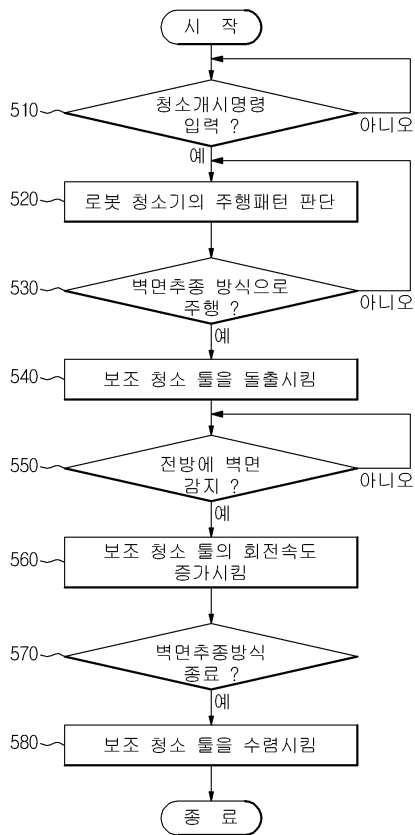 시 작
510
청소개시명령
입력 ?
아니오
예
520
로봇 청소기의 주행패턴 판단
530
벽면추종 방식으로
주행 ?
아니오
예
540
보조 청소 툴을 돌출시킴
550
전방에 벽면
감지 ?
아니오
예
560
보조 청소 툴의 회전속도
증가시킴
570
벽면추종방식
종료 ?
예
580
보조 청소 툴을 수렴시킴
종 료